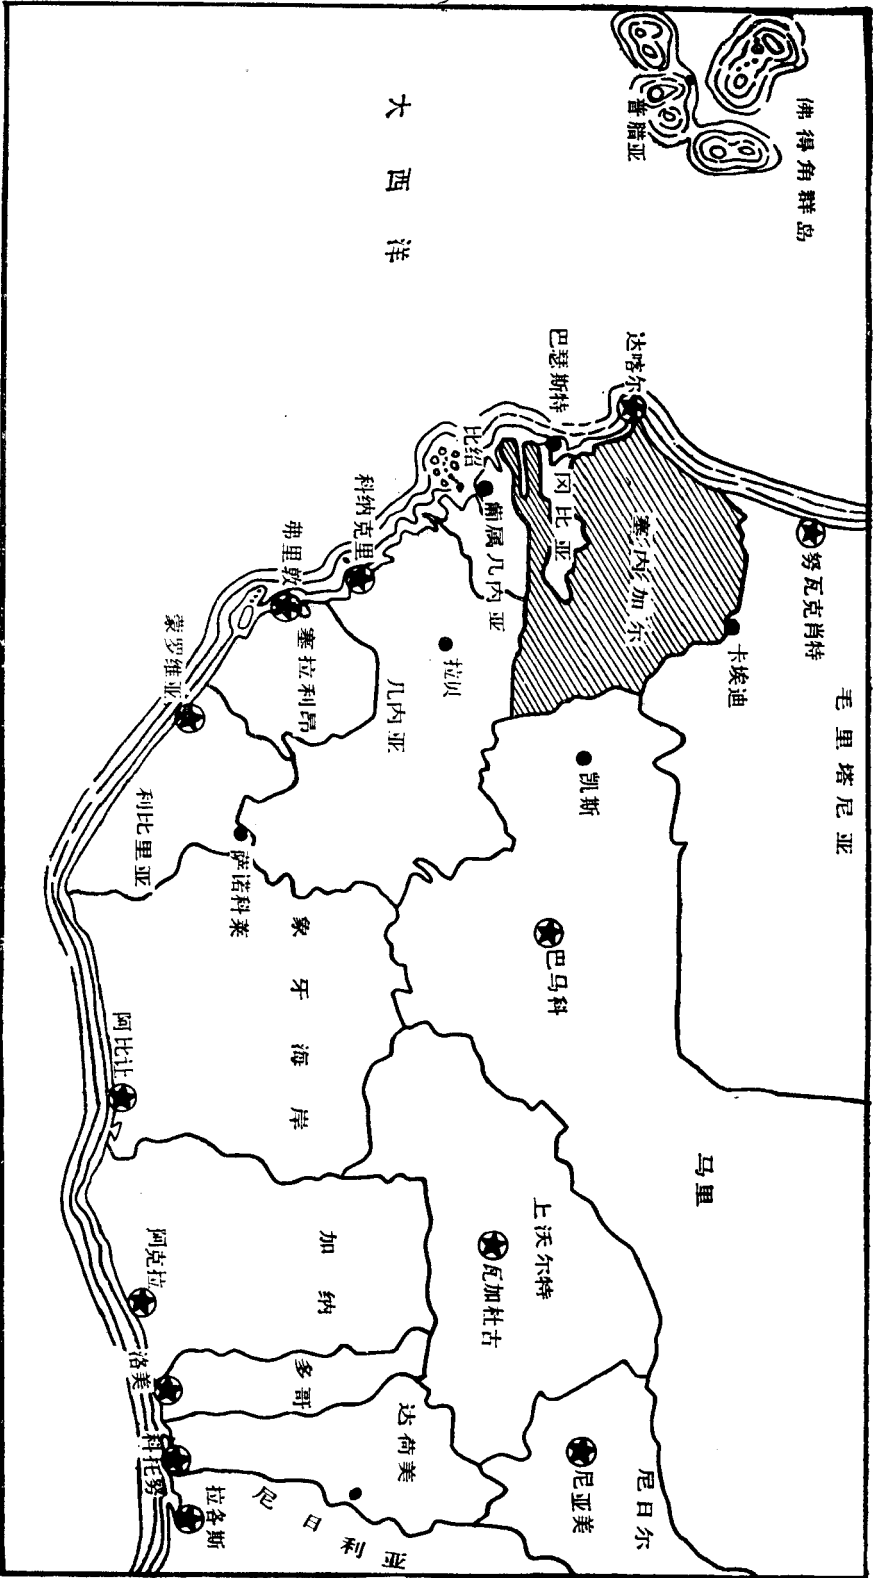 佛得角群岛
普腊亚
大西洋
达喀尔
巴瑟斯特
比绍
科纳克里
弗里敦
蒙罗维亚
努瓦克肖特
毛里塔尼亚
卡埃迪
塞内加尔
冈比亚
葡属几内亚
拉贝
几内亚
塞拉利昂
利比里亚
萨诺科莱
凯斯
巴马科
马里
象牙海岸
阿比让
上沃尔特
瓦加杜古
加纳
阿克拉
多哥
洛美
达荷美
科托努
尼日尔
尼亚美
尼日利亚
拉各斯